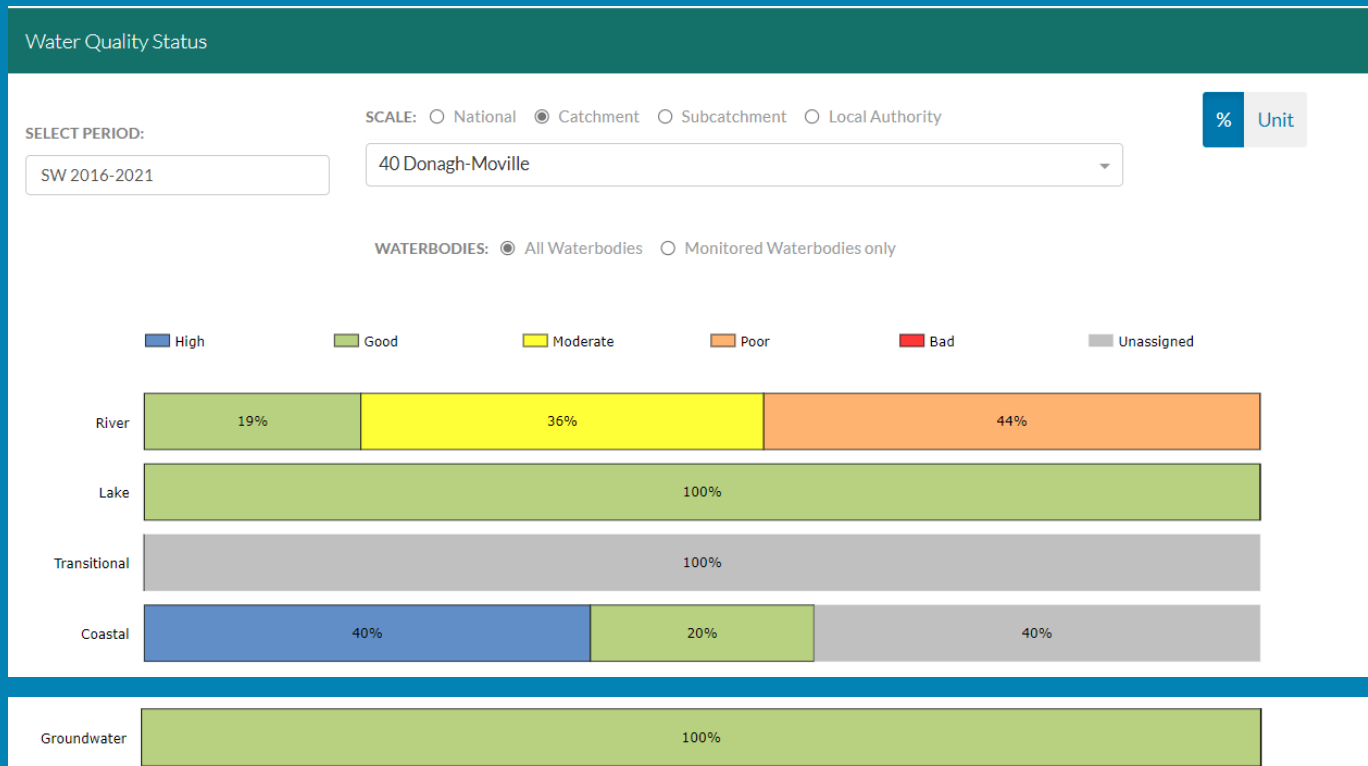 Water Quality Status
SCALE: National Catchment Subcatchment Local Authority
% Unit
SELECT PERIOD:
SW 2016-2021
40 Donagh-Moville
WATERBODIES: All Waterbodies Monitored Waterbodies only
High Good Moderate Poor Bad Unassigned
River 19% 36% 44%
Lake 100%
Transitional 100%
Coastal 40% 20% 40%
Groundwater 100%